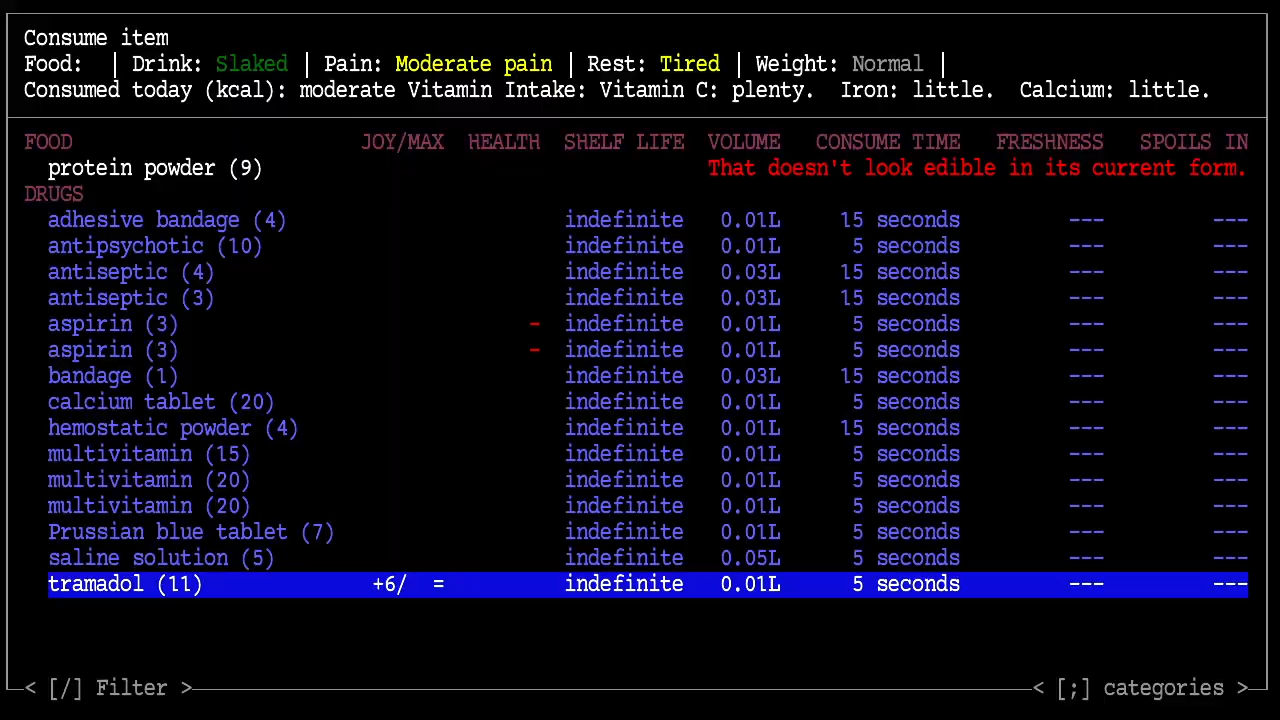 Consume item
Food:  | Drink: Slaked | Pain: Moderate pain | Rest: Tired | Weight: Normal |
Consumed today (kcal): moderate Vitamin Intake: Vitamin C: plenty.  Iron: little.  Calcium: little.
FOOD JOY/MAX HEALTH SHELF LIFE VOLUME CONSUME TIME FRESHNESS SPOILS IN
protein powder (9) That doesn't look edible in its current form.
DRUGS
adhesive bandage (4) indefinite 0.01L 15 seconds --- ---
antipsychotic (10) indefinite 0.01L 5 seconds --- ---
antiseptic (4) indefinite 0.03L 15 seconds --- ---
antiseptic (3) indefinite 0.03L 15 seconds --- ---
aspirin (3) - indefinite 0.01L 5 seconds --- ---
aspirin (3) - indefinite 0.01L 5 seconds --- ---
bandage (1) indefinite 0.03L 15 seconds --- ---
calcium tablet (20) indefinite 0.01L 5 seconds --- ---
hemostatic powder (4) indefinite 0.01L 15 seconds --- ---
multivitamin (15) indefinite 0.01L 5 seconds --- ---
multivitamin (20) indefinite 0.01L 5 seconds --- ---
multivitamin (20) indefinite 0.01L 5 seconds --- ---
Prussian blue tablet (7) indefinite 0.01L 5 seconds --- ---
saline solution (5) indefinite 0.05L 5 seconds --- ---
tramadol (11) +6/  = indefinite 0.01L 5 seconds --- ---
< [/] Filter > < [;] categories >